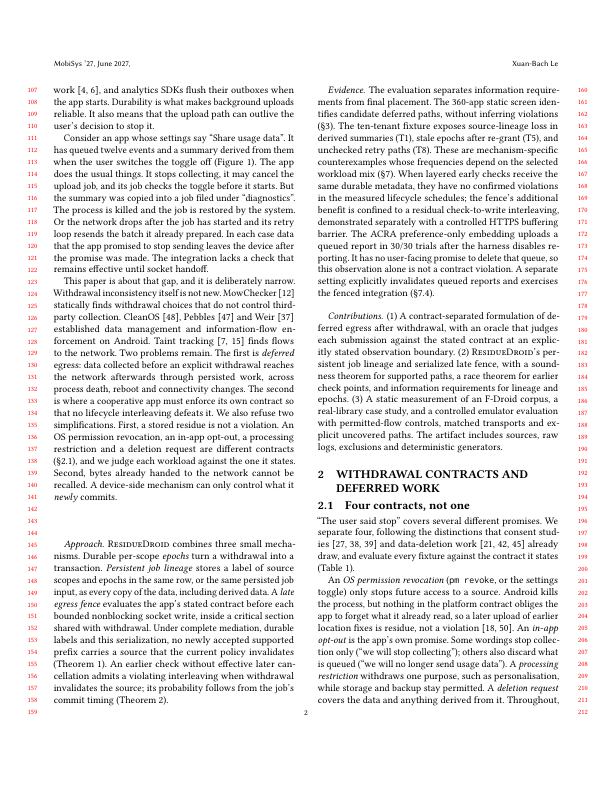 MobiSys '27, June 2027,
Xuan-Bach Le
107 work [4, 6], and analytics SDKs flush their outboxes when
108 the app starts. Durability is what makes background uploads
109 reliable. It also means that the upload path can outlive the
110 user's decision to stop it.
111 Consider an app whose settings say "Share usage data". It
112 has queued twelve events and a summary derived from them
113 when the user switches the toggle off (Figure 1). The app
114 does the usual things. It stops collecting, it may cancel the
115 upload job, and its job checks the toggle before it starts. But
116 the summary was copied into a job filed under "diagnostics".
117 The process is killed and the job is restored by the system.
118 Or the network drops after the job has started and its retry
119 loop resends the batch it already prepared. In each case data
120 that the app promised to stop sending leaves the device after
121 the promise was made. The integration lacks a check that
122 remains effective until socket handoff.
123 This paper is about that gap, and it is deliberately narrow.
124 Withdrawal inconsistency itself is not new. MowChecker [12]
125 statically finds withdrawal choices that do not control third-
126 party collection. CleanOS [48], Pebbles [47] and Weir [37]
127 established data management and information-flow en-
128 forcement on Android. Taint tracking [7, 15] finds flows
129 to the network. Two problems remain. The first is deferred
130 egress: data collected before an explicit withdrawal reaches
131 the network afterwards through persisted work, across
132 process death, reboot and connectivity changes. The second
133 is where a cooperative app must enforce its own contract so
134 that no lifecycle interleaving defeats it. We also refuse two
135 simplifications. First, a stored residue is not a violation. An
136 OS permission revocation, an in-app opt-out, a processing
137 restriction and a deletion request are different contracts
138 (§2.1), and we judge each workload against the one it states.
139 Second, bytes already handed to the network cannot be
140 recalled. A device-side mechanism can only control what it
141 newly commits.
142
143
144
145 Approach. ResidueDroid combines three small mecha-
146 nisms. Durable per-scope epochs turn a withdrawal into a
147 transaction. Persistent job lineage stores a label of source
148 scopes and epochs in the same row, or the same persisted job
149 input, as every copy of the data, including derived data. A late
150 egress fence evaluates the app's stated contract before each
151 bounded nonblocking socket write, inside a critical section
152 shared with withdrawal. Under complete mediation, durable
153 labels and this serialization, no newly accepted supported
154 prefix carries a source that the current policy invalidates
155 (Theorem 1). An earlier check without effective later can-
156 cellation admits a violating interleaving when withdrawal
157 invalidates the source; its probability follows from the job's
158 commit timing (Theorem 2).
159
160 Evidence. The evaluation separates information require-
161 ments from final placement. The 360-app static screen iden-
162 tifies candidate deferred paths, without inferring violations
163 (§3). The ten-tenant fixture exposes source-lineage loss in
164 derived summaries (T1), stale epochs after re-grant (T5), and
165 unchecked retry paths (T8). These are mechanism-specific
166 counterexamples whose frequencies depend on the selected
167 workload mix (§7). When layered early checks receive the
168 same durable metadata, they have no confirmed violations
169 in the measured lifecycle schedules; the fence's additional
170 benefit is confined to a residual check-to-write interleaving,
171 demonstrated separately with a controlled HTTPS buffering
172 barrier. The ACRA preference-only embedding uploads a
173 queued report in 30/30 trials after the harness disables re-
174 porting. It has no user-facing promise to delete that queue, so
175 this observation alone is not a contract violation. A separate
176 setting explicitly invalidates queued reports and exercises
177 the fenced integration (§7.4).
178
179 Contributions. (1) A contract-separated formulation of de-
180 ferred egress after withdrawal, with an oracle that judges
181 each submission against the stated contract at an explic-
182 itly stated observation boundary. (2) ResidueDroid's per-
183 sistent job lineage and serialized late fence, with a sound-
184 ness theorem for supported paths, a race theorem for earlier
185 check points, and information requirements for lineage and
186 epochs. (3) A static measurement of an F-Droid corpus, a
187 real-library case study, and a controlled emulator evaluation
188 with permitted-flow controls, matched transports and ex-
189 plicit uncovered paths. The artifact includes sources, raw
190 logs, exclusions and deterministic generators.
191
192 2 WITHDRAWAL CONTRACTS AND
193 DEFERRED WORK
194
195 2.1 Four contracts, not one
196 "The user said stop" covers several different promises. We
197 separate four, following the distinctions that consent stud-
198 ies [27, 38, 39] and data-deletion work [21, 42, 45] already
199 draw, and evaluate every fixture against the contract it states
200 (Table 1).
201 An OS permission revocation (pm revoke, or the settings
202 toggle) only stops future access to a source. Android kills
203 the process, but nothing in the platform contract obliges the
204 app to forget what it already read, so a later upload of earlier
205 location fixes is residue, not a violation [18, 50]. An in-app
206 opt-out is the app's own promise. Some wordings stop collec-
207 tion only ("we will stop collecting"); others also discard what
208 is queued ("we will no longer send usage data"). A processing
209 restriction withdraws one purpose, such as personalisation,
210 while storage and backup stay permitted. A deletion request
211 covers the data and anything derived from it. Throughout,
212
2